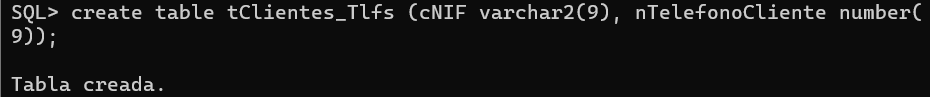 SQL> create table tClientes_Tlfs (cNIF varchar2(9), nTelefonoCliente number(
9));
Tabla creada.